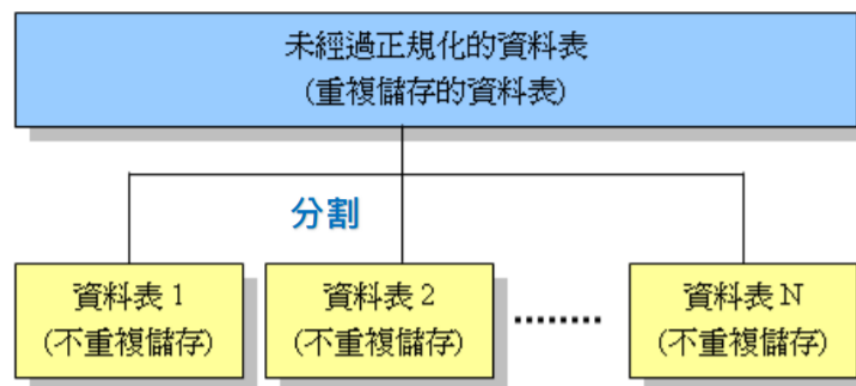 未經過正規化的資料表
(重複儲存的資料表)
分割
資料表 1
(不重複儲存)
資料表 2
(不重複儲存)
資料表 N
(不重複儲存)